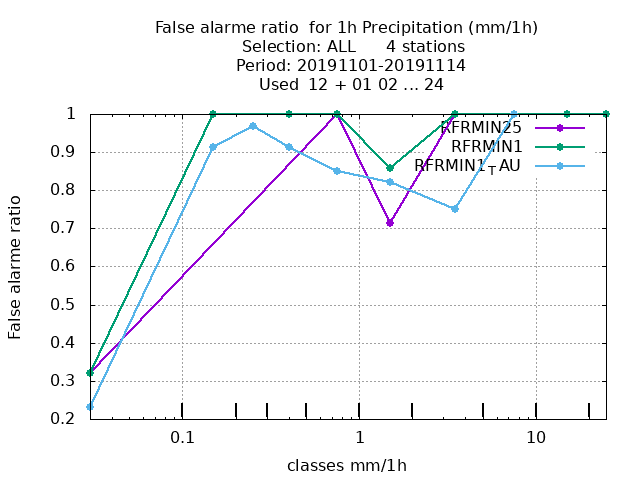 False alarme ratio  for 1h Precipitation (mm/1h)
Selection: ALL      4 stations
Period: 20191101-20191114
Used  12 + 01 02 ... 24
1
0.9
0.8
0.7
0.6
0.5
0.4
0.3
0.2
False alarme ratio
RFRMIN25
RFRMIN1
RFRMIN1_TAU
0.1
1
10
classes mm/1h